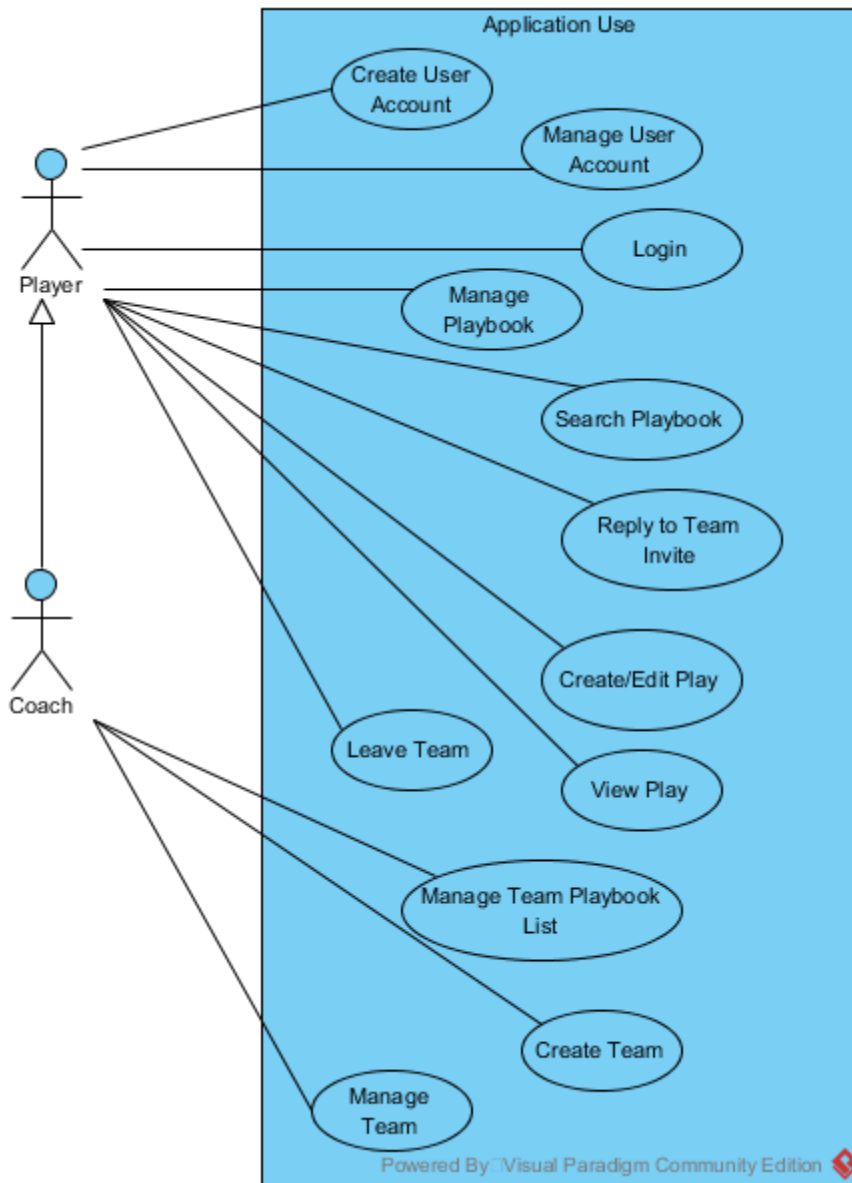 Application Use
Create User
Account
Manage User
Account
Login
Player
Manage
Playbook
Search Playbook
Reply to Team
Invite
Create/Edit Play
Coach
Leave Team
View Play
Manage Team Playbook
List
Create Team
Manage
Team
Powered By Visual Paradigm Community Edition